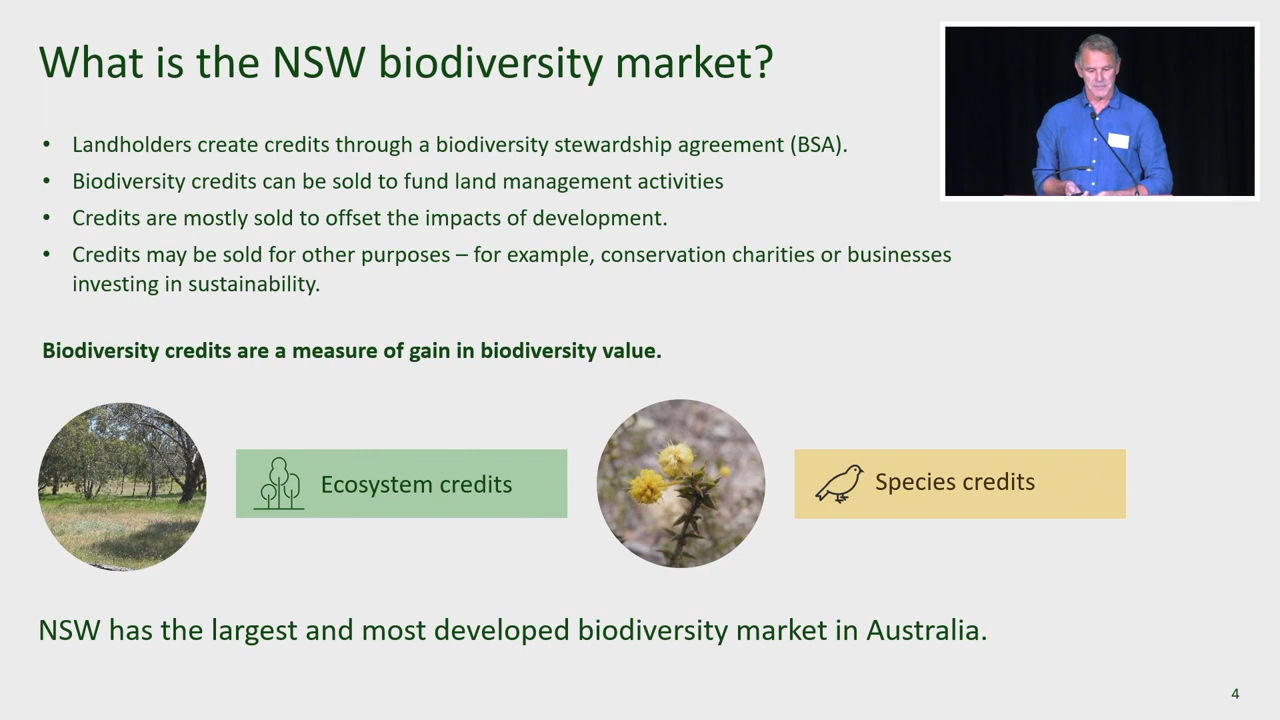 What is the NSW biodiversity market?
• Landholders create credits through a biodiversity stewardship agreement (BSA).
• Biodiversity credits can be sold to fund land management activities
• Credits are mostly sold to offset the impacts of development.
• Credits may be sold for other purposes – for example, conservation charities or businesses
investing in sustainability.
Biodiversity credits are a measure of gain in biodiversity value.
Ecosystem credits
Species credits
NSW has the largest and most developed biodiversity market in Australia.
4